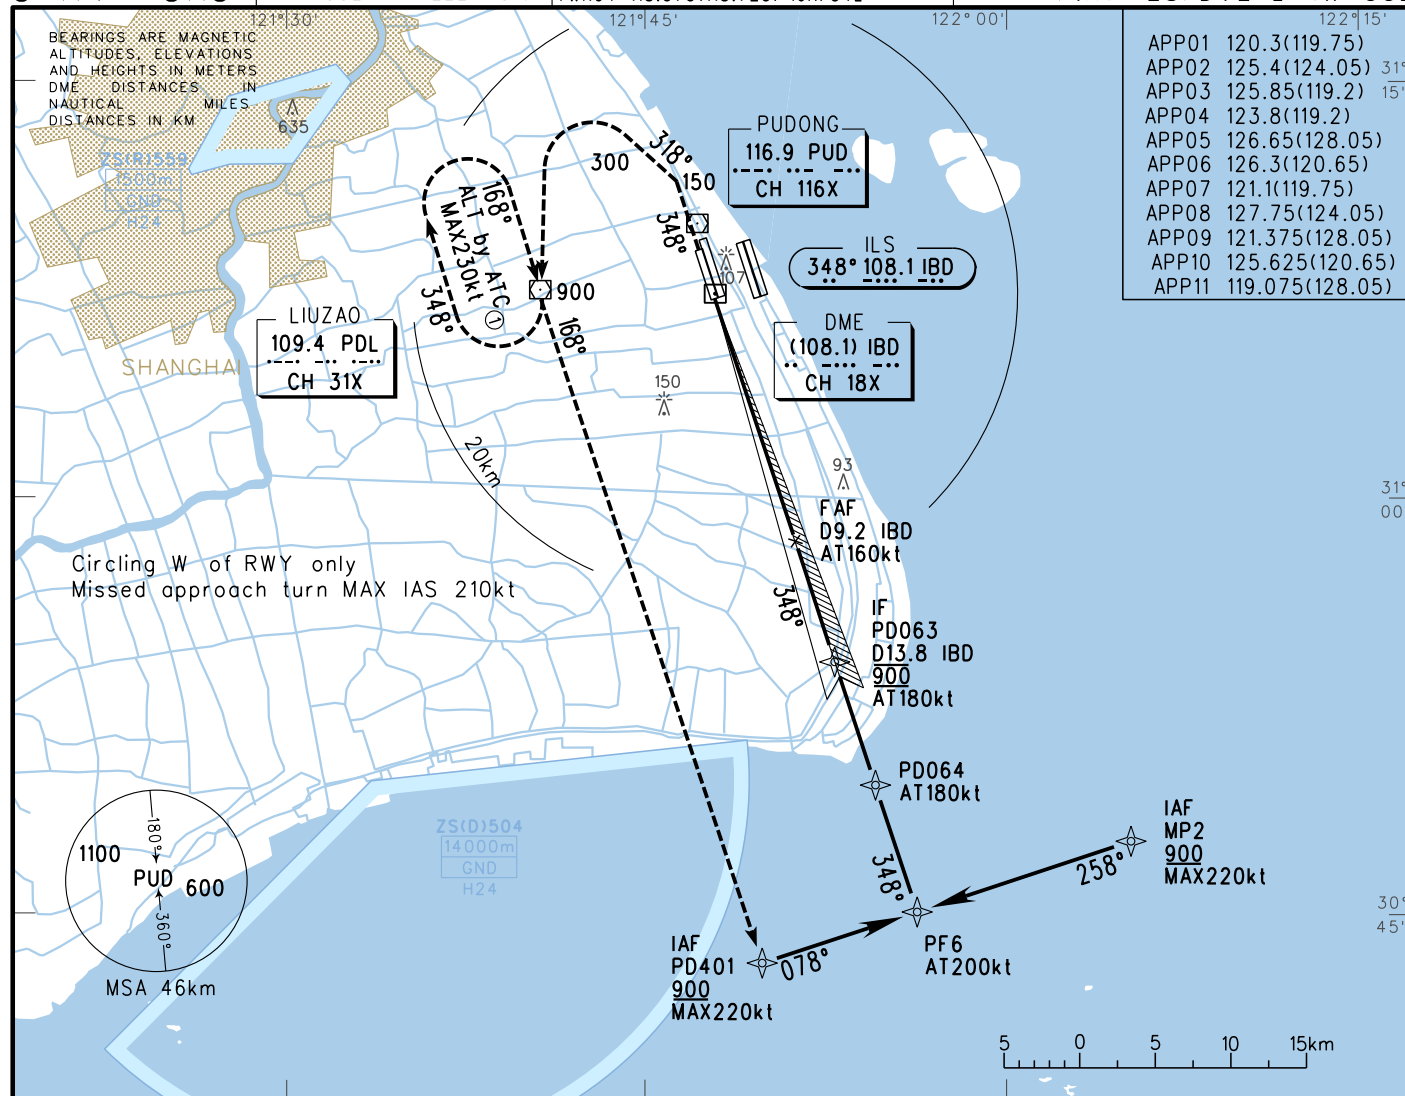 121°30'
121°45'
122°00'
122°15'
BEARINGS ARE MAGNETIC
ALTITUDES, ELEVATIONS
AND HEIGHTS IN METERS
DME DISTANCES IN
NAUTICAL MILES
DISTANCES IN KM
635
ZS(R)1559
1500m
GND
H24
SHANGHAI
APP01 120.3(119.75)
APP02 125.4(124.05)
APP03 125.85(119.2)
APP04 123.8(119.2)
APP05 126.65(128.05)
APP06 126.3(120.65)
APP07 121.1(119.75)
APP08 127.75(124.05)
APP09 121.375(128.05)
APP10 125.625(120.65)
APP11 119.075(128.05)
31°
15'
PUDONG
116.9 PUD
CH 116X
318°
300
150
348°
168°
ALT by ATC ①
MAX230kt
348°
900
168°
ILS
348° 108.1 IBD
107
LIUZAO
109.4 PDL
CH 31X
DME
(108.1) IBD
CH 18X
150
20km
93
31°
00'
FAF
D9.2 IBD
AT160kt
Circling W of RWY only
Missed approach turn MAX IAS 210kt
348°
IF
PD063
D13.8 IBD
900
AT180kt
PD064
AT180kt
ZS(D)504
14000m
GND
H24
IAF
MP2
900
MAX220kt
258°
348°
1100
180°
PUD
600
360°
MSA 46km
30°
45'
IAF
PD401
900
MAX220kt
078°
PF6
AT200kt
5 0 5 10 15km